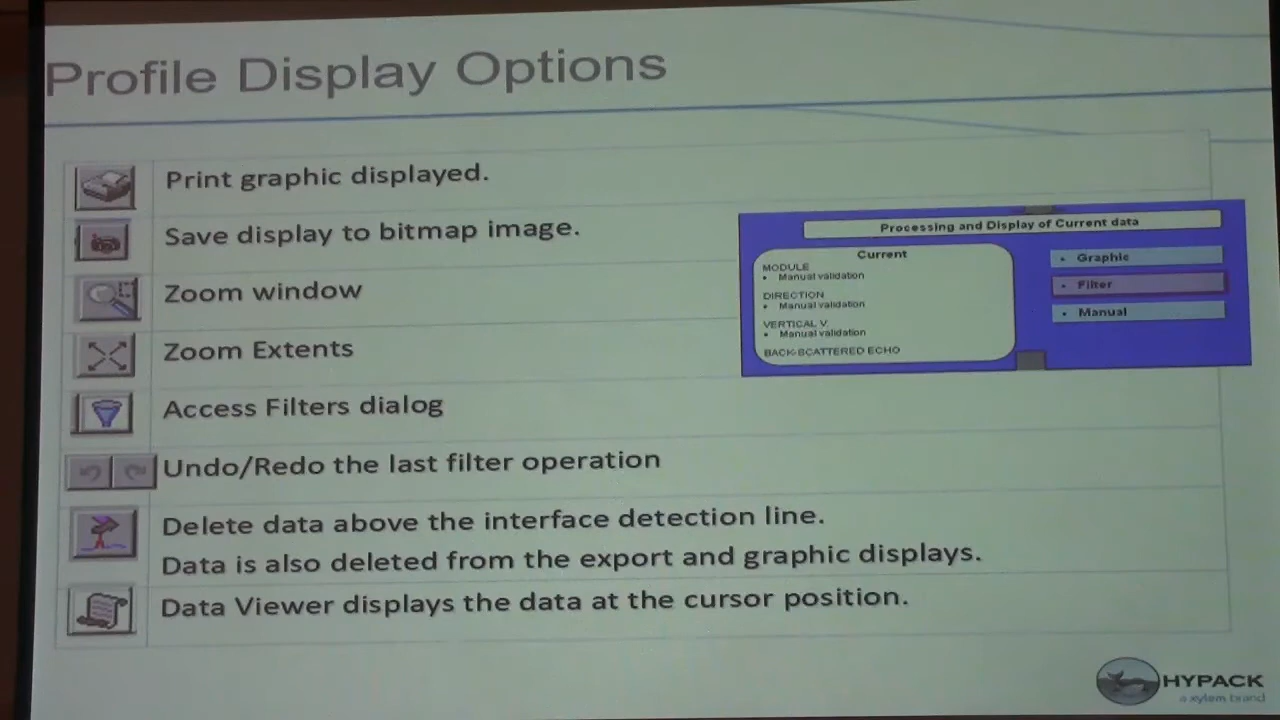 Profile Display Options
Print graphic displayed.
Save display to bitmap image.
Zoom window
Zoom Extents
Access Filters dialog
Undo/Redo the last filter operation
Delete data above the interface detection line.
Data is also deleted from the export and graphic displays.
Data Viewer displays the data at the cursor position.
Processing and Display of Current data
Current
MODULE
• Manual validation
DIRECTION
• Manual validation
VERTICAL V
• Manual validation
BACK-SCATTERED ECHO
• Graphic
• Filter
• Manual
HYPACK
a xylem brand